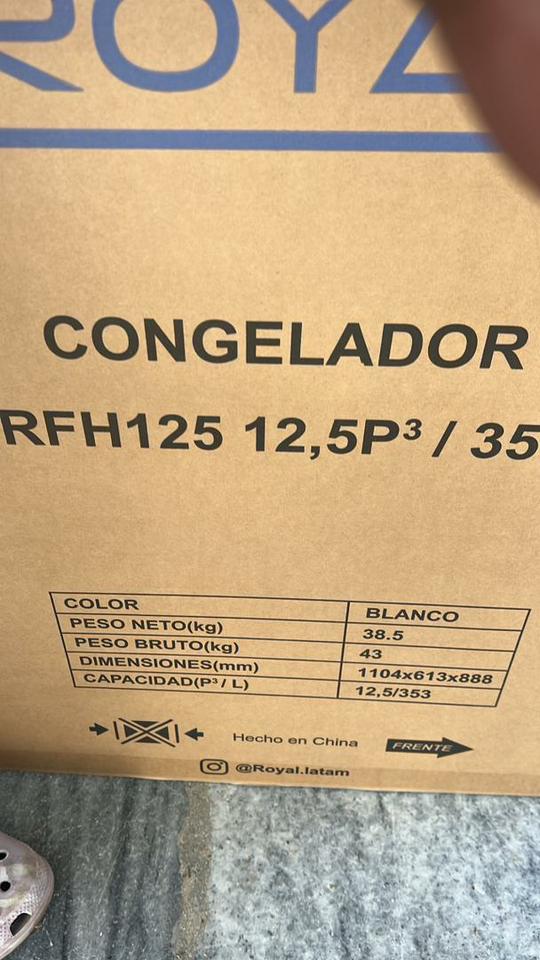 ROYA
CONGELADOR
RFH125 12,5P³ / 35
COLOR BLANCO
PESO NETO(kg) 38.5
PESO BRUTO(kg) 43
DIMENSIONES(mm) 1104x613x888
CAPACIDAD(P³/ L) 12,5/353
Hecho en China FRENTE
@Royal.latam